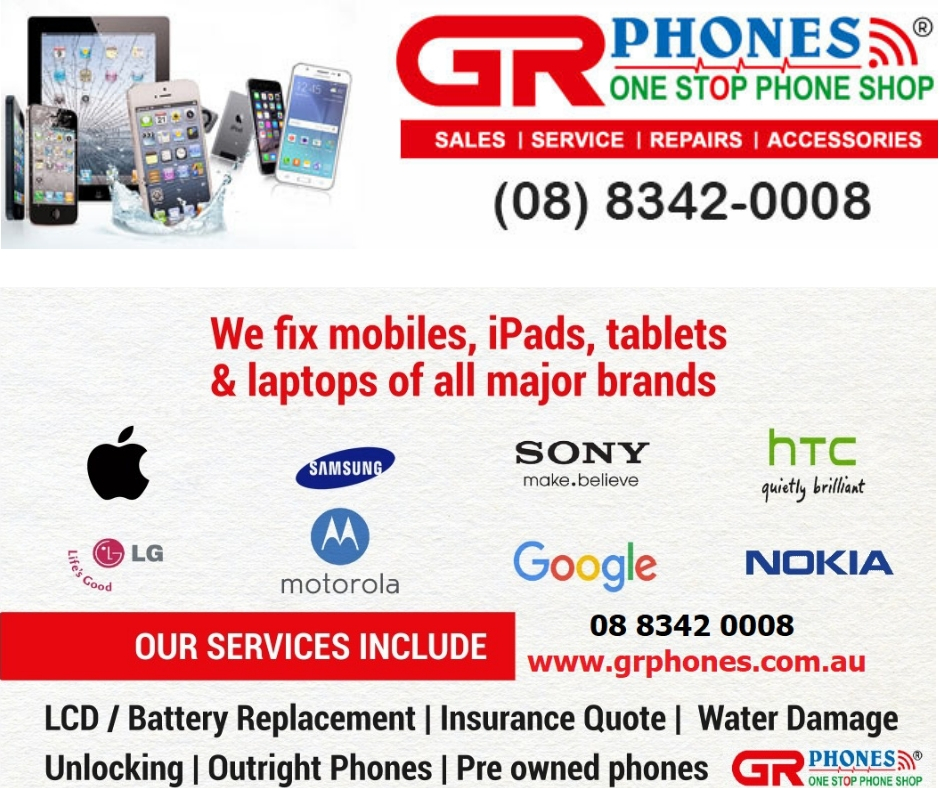 GR PHONES ®
ONE STOP PHONE SHOP
SALES | SERVICE | REPAIRS | ACCESSORIES
(08) 8342-0008
We fix mobiles, iPads, tablets
& laptops of all major brands
SAMSUNG
SONY
make.believe
hTC
quietly brilliant
LG
Life's Good
motorola
Google
NOKIA
OUR SERVICES INCLUDE
08 8342 0008
www.grphones.com.au
LCD / Battery Replacement | Insurance Quote | Water Damage
Unlocking | Outright Phones | Pre owned phones
GR PHONES ®
ONE STOP PHONE SHOP